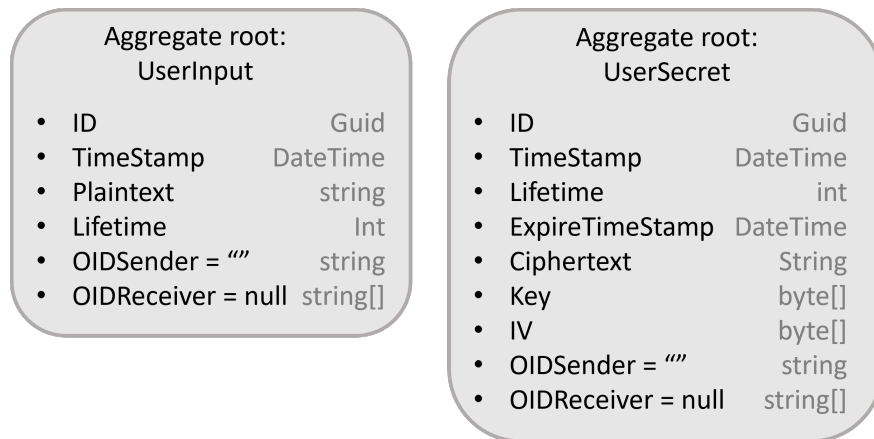 Aggregate root:
UserInput
• ID Guid
• TimeStamp DateTime
• Plaintext string
• Lifetime Int
• OIDSender = “” string
• OIDReceiver = null string[]
Aggregate root:
UserSecret
• ID Guid
• TimeStamp DateTime
• Lifetime int
• ExpireTimeStamp DateTime
• Ciphertext String
• Key byte[]
• IV byte[]
• OIDSender = “” string
• OIDReceiver = null string[]